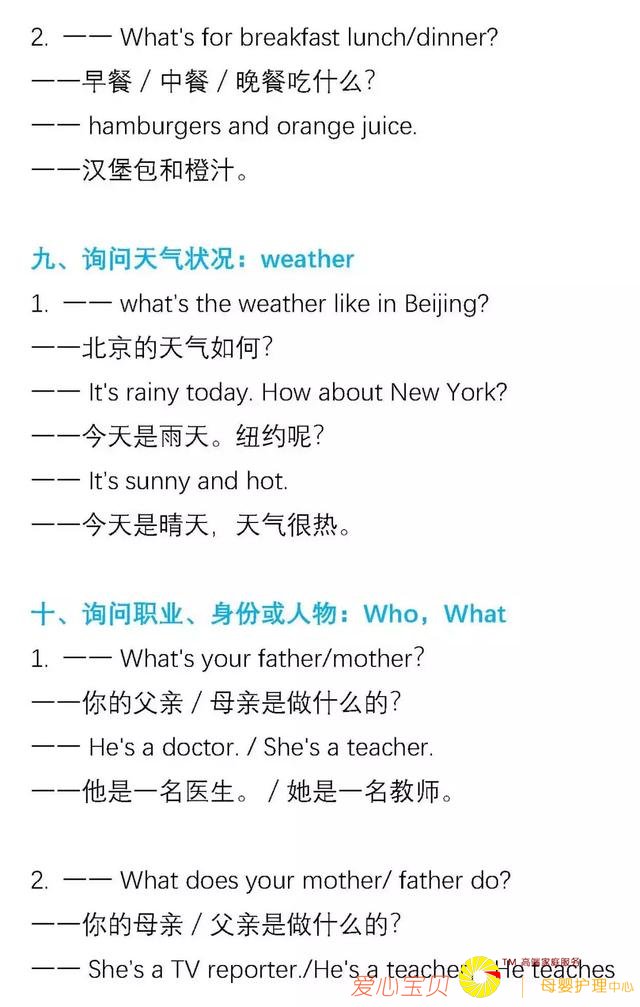 2. —— What's for breakfast lunch/dinner?
——早餐 / 中餐 / 晚餐吃什么?
—— hamburgers and orange juice.
——汉堡包和橙汁。
九、询问天气状况：weather
1. —— what's the weather like in Beijing?
——北京的天气如何?
—— It's rainy today. How about New York?
——今天是雨天。纽约呢?
—— It's sunny and hot.
——今天是晴天，天气很热。
十、询问职业、身份或人物：Who，What
1. —— What's your father/mother?
——你的父亲 / 母亲是做什么的?
—— He's a doctor. / She's a teacher.
——他是一名医生。 / 她是一名教师。
2. —— What does your mother/ father do?
——你的母亲 / 父亲是做什么的?
—— She's a TV reporter./He's a teacher. He teaches
TM 高端家庭服务
爱心宝贝 | 母婴护理中心